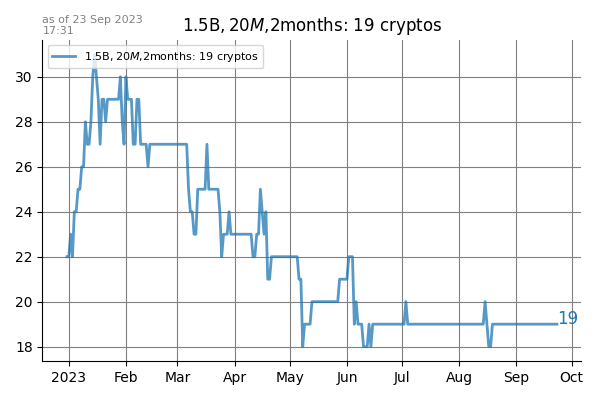 as of 23 Sep 2023
17:31
1.5B, 20M,2months: 19 cryptos
1.5B, 20M,2months: 19 cryptos
30
28
26
24
22
20
18
19
2023 Feb Mar Apr May Jun Jul Aug Sep Oct